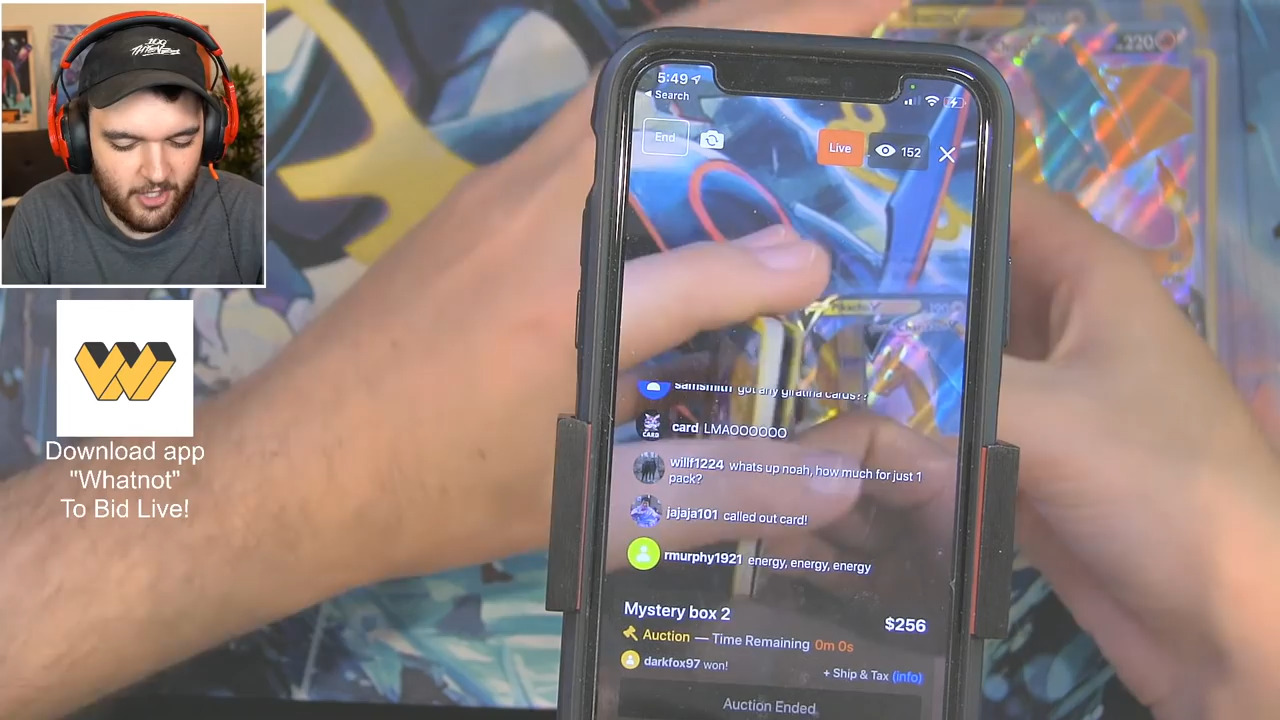 220
5:49
Search
End
Live
152
samsmith got any giratina cards??
card LMAOOOOOO
willf1224 whats up noah, how much for just 1
pack?
jajaja101 called out card!
rmurphy1921 energy, energy, energy
Mystery box 2
$256
Auction — Time Remaining 0m 0s
darkfox97 won!
+ Ship & Tax (info)
Auction Ended
Download app
"Whatnot"
To Bid Live!